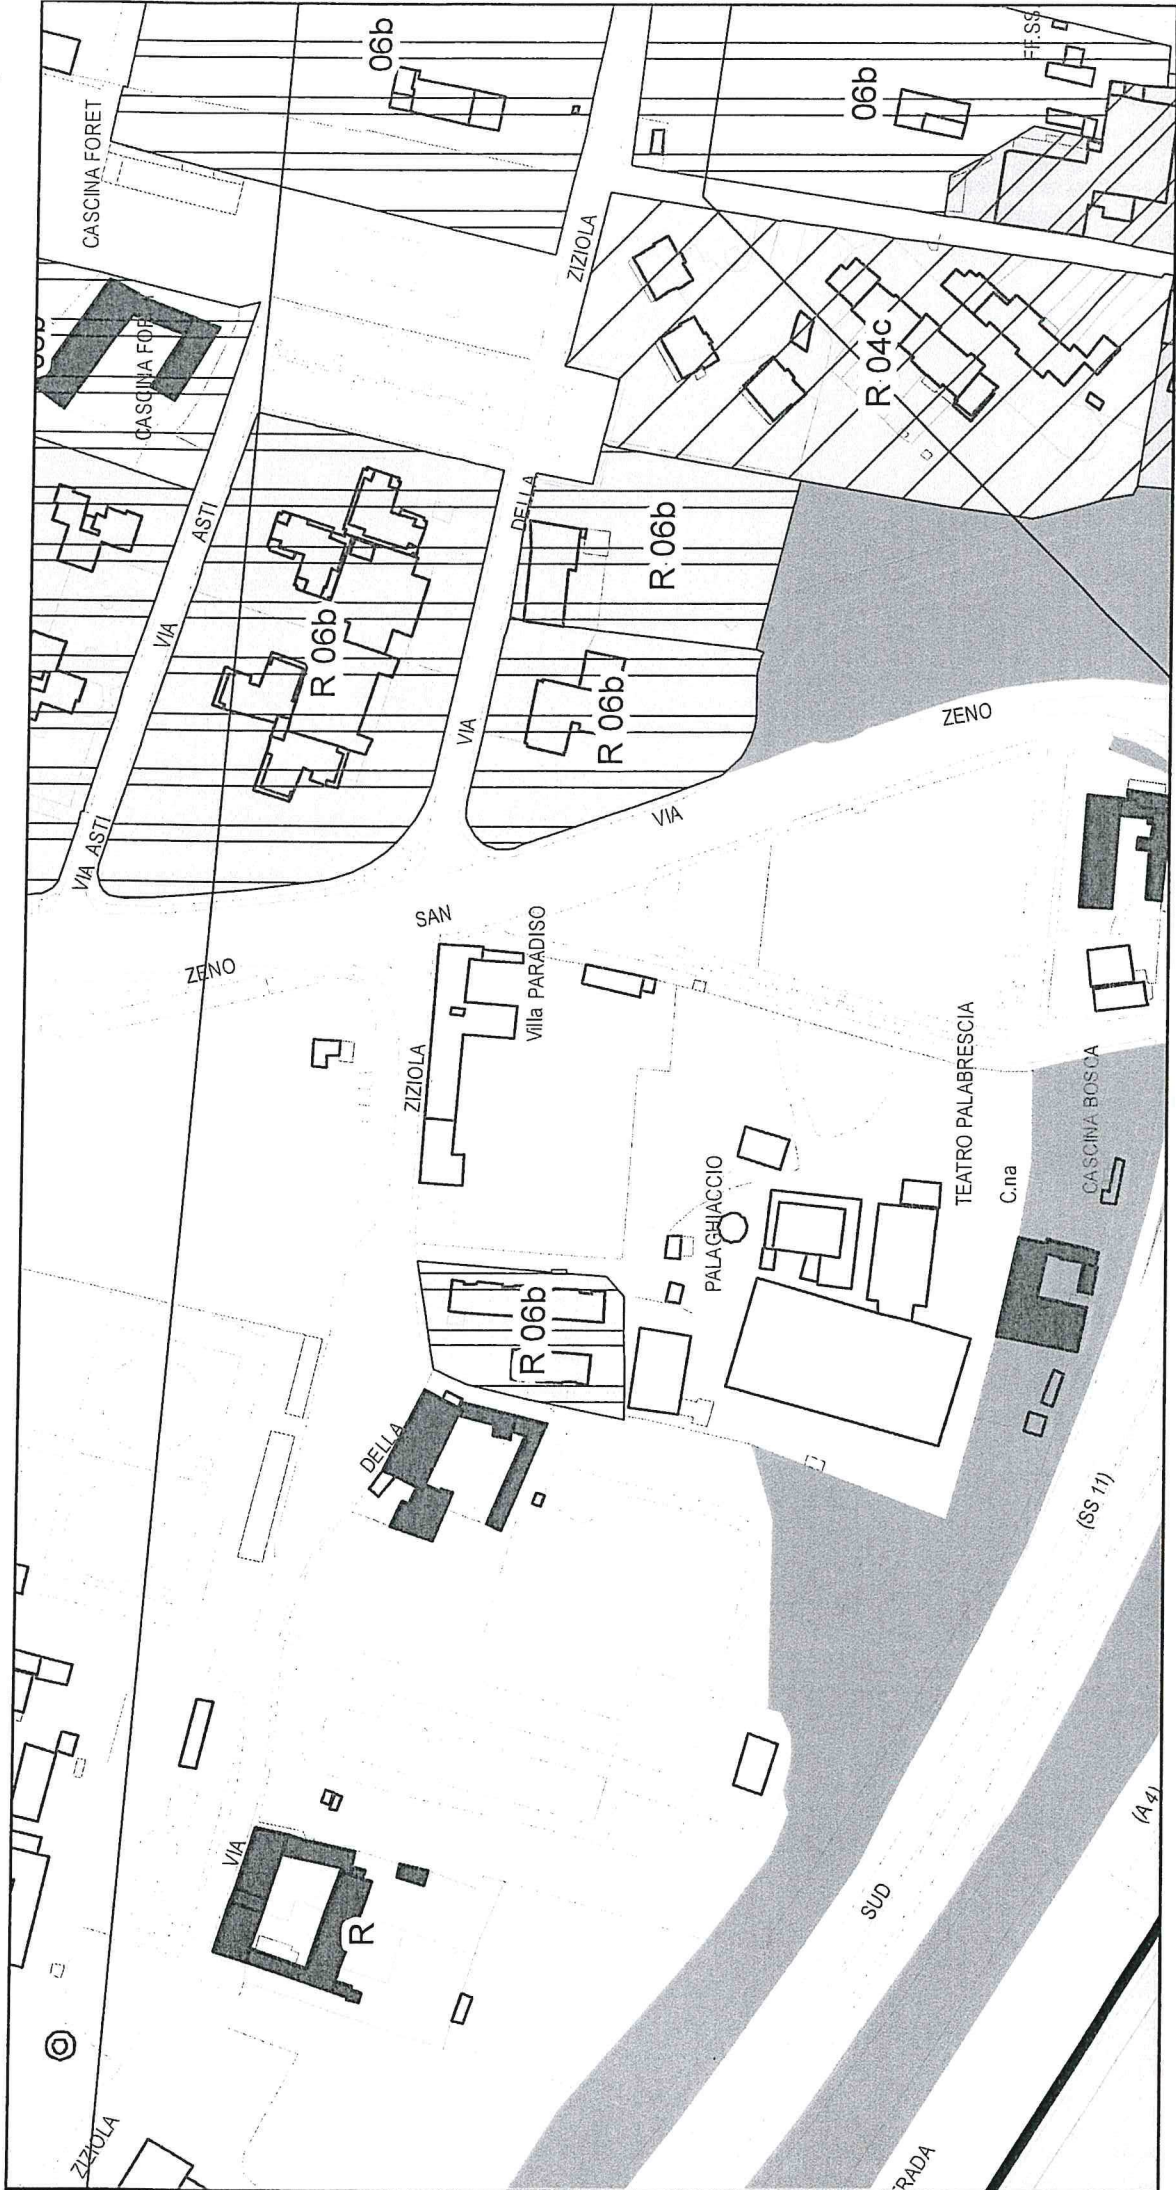 CASCINA FORET
06b
06b
FF.SS
ZIZIOLA
CASCINA FOR
R 04c
ASTI
VIA
DELLA
R 06b
R 06b
R 06b
VIA
VIA ASTI
ZENO
VIA
SAN
ZENO
Villa PARADISO
ZIZIOLA
TEATRO PALABRESCIA
C.na
CASCINA BOSCA
PALAGHIACCIO
R 06b
DELLA
(SS 11)
VIA
R
SUD
(A 4)
ZIZIOLA
RADA